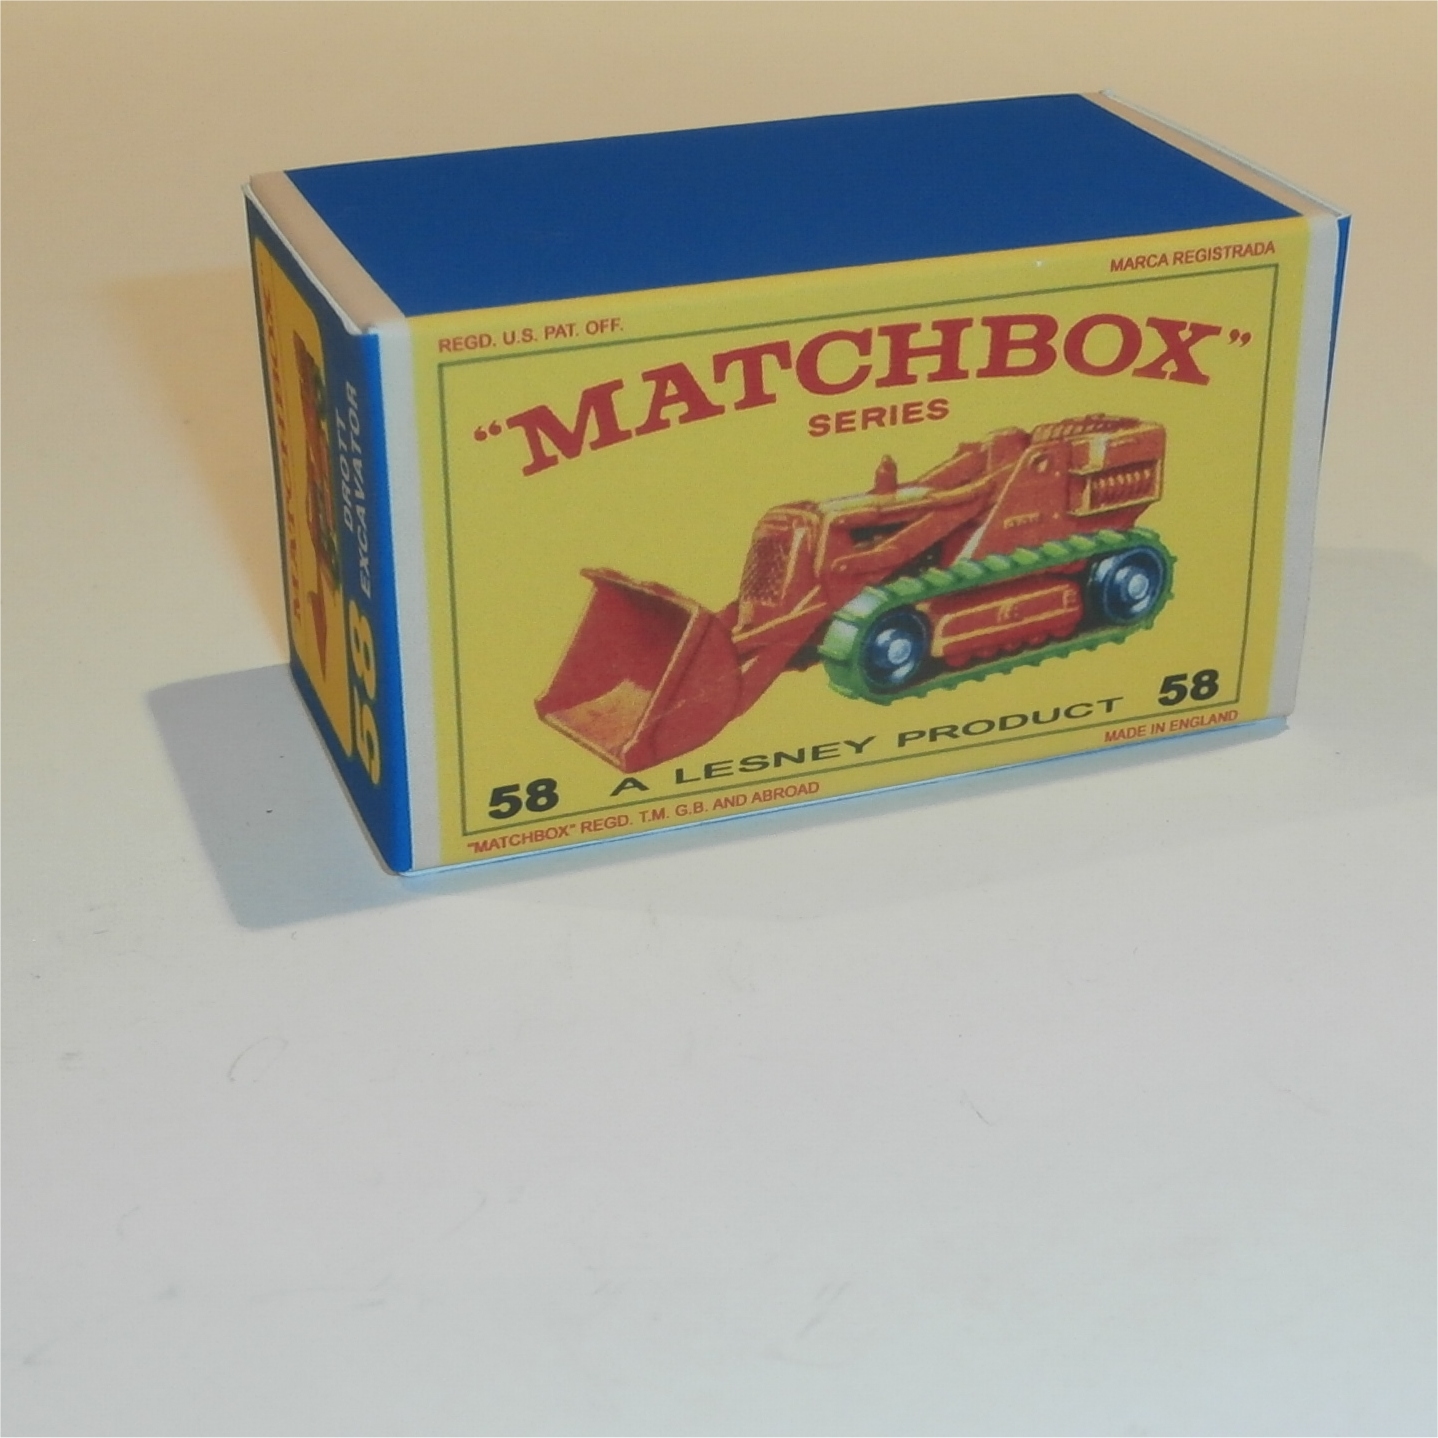 REGD. U.S. PAT. OFF.
MARCA REGISTRADA
"MATCHBOX"
SERIES
58
A LESNEY PRODUCT
58
"MATCHBOX" REGD. T.M. G.B. AND ABROAD
MADE IN ENGLAND
MATCHBOX
DROTT
EXCAVATOR
58